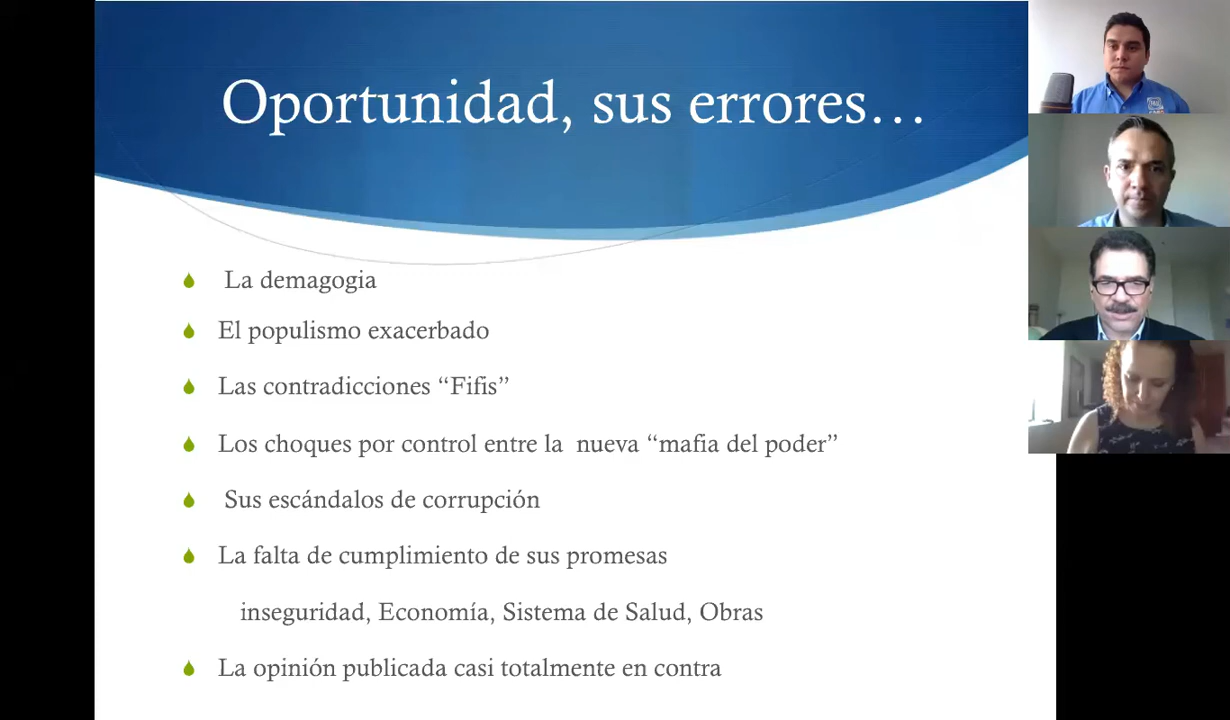 Oportunidad, sus errores…
La demagogia
El populismo exacerbado
Las contradicciones “Fifis”
Los choques por control entre la nueva “mafia del poder”
Sus escándalos de corrupción
La falta de cumplimiento de sus promesas
inseguridad, Economía, Sistema de Salud, Obras
La opinión publicada casi totalmente en contra